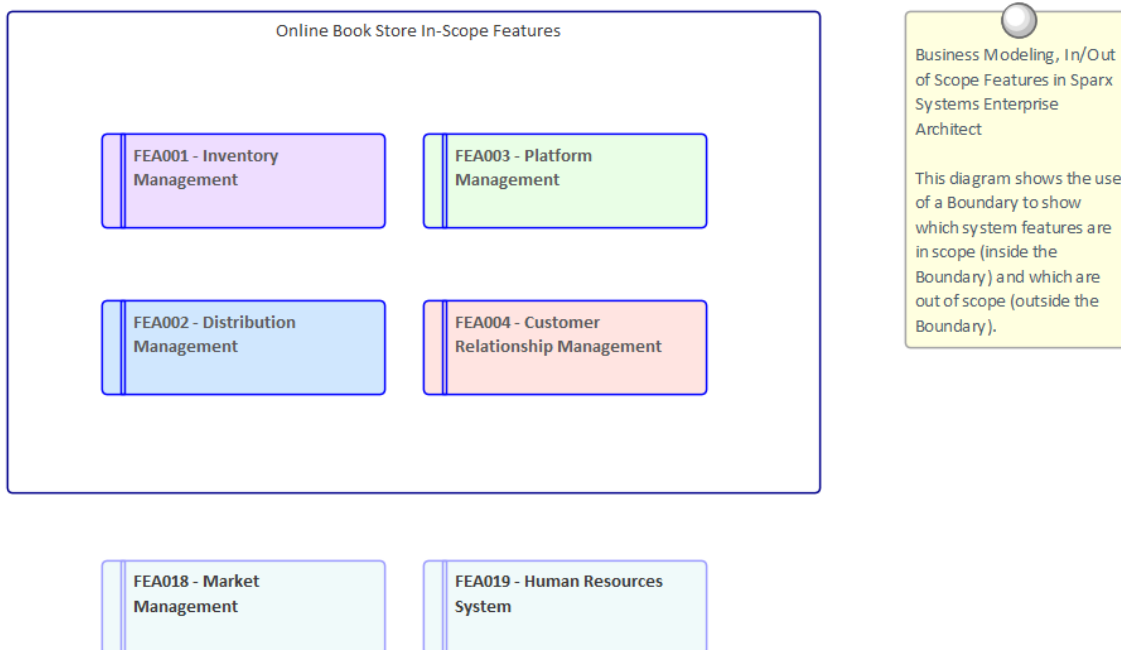 Online Book Store In-Scope Features
FEA001 - Inventory
Management
FEA003 - Platform
Management
FEA002 - Distribution
Management
FEA004 - Customer
Relationship Management
FEA018 - Market
Management
FEA019 - Human Resources
System
Business Modeling, In/Out
of Scope Features in Sparx
Systems Enterprise
Architect
This diagram shows the use
of a Boundary to show
which system features are
in scope (inside the
Boundary) and which are
out of scope (outside the
Boundary).